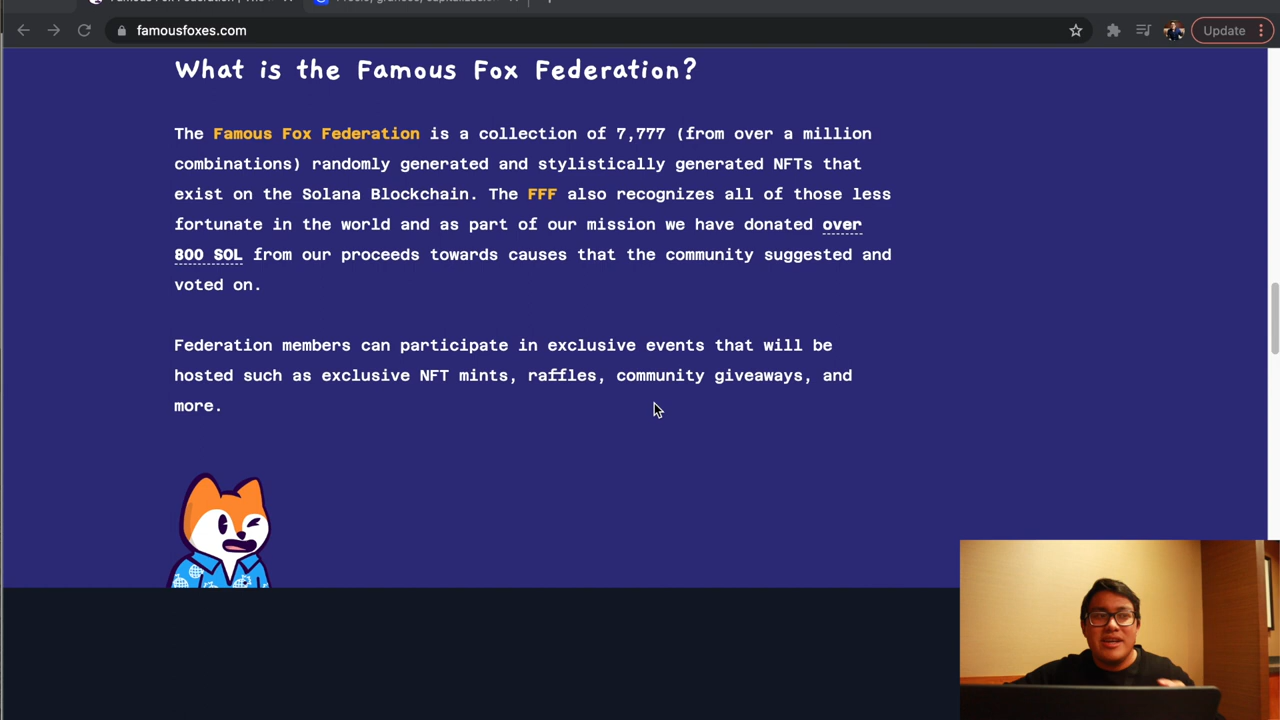 famousfoxes.com
Update
What is the Famous Fox Federation?
The Famous Fox Federation is a collection of 7,777 (from over a million
combinations) randomly generated and stylistically generated NFTs that
exist on the Solana Blockchain. The FFF also recognizes all of those less
fortunate in the world and as part of our mission we have donated over
800 SOL from our proceeds towards causes that the community suggested and
voted on.
Federation members can participate in exclusive events that will be
hosted such as exclusive NFT mints, raffles, community giveaways, and
more.